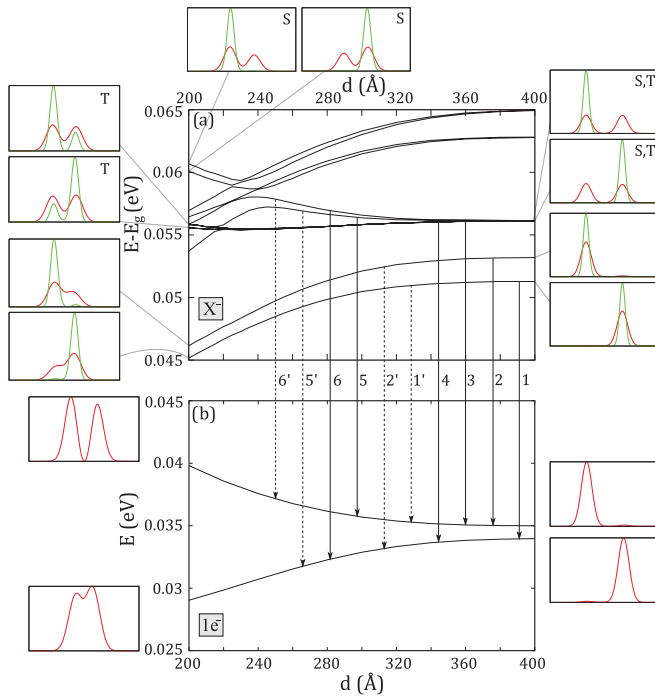 S
S
d (Å)
200 240 280 320 360 400
T
T
S,T
S,T
(a)
0.065
0.06
0.055
0.05
0.045
E-Eg (eV)
X⁻
6' 5' 6 5 2' 1' 4 3 2 1
(b)
0.045
0.04
0.035
0.03
0.025
E (eV)
1e⁻
200 240 280 320 360 400
d (Å)